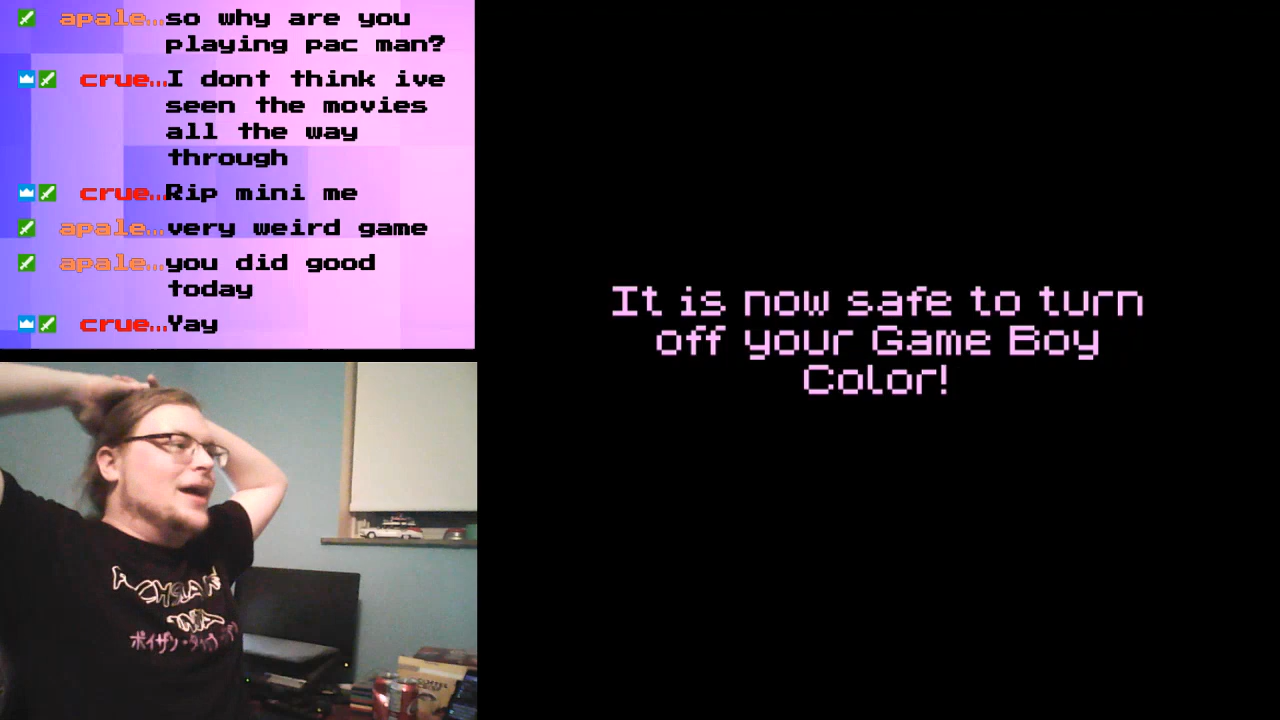 apale...so why are you
playing pac man?
crue...I dont think ive
seen the movies
all the way
through
crue...Rip mini me
apale...very weird game
apale...you did good
today
crue...Yay
It is now safe to turn
off your Game Boy
Color!